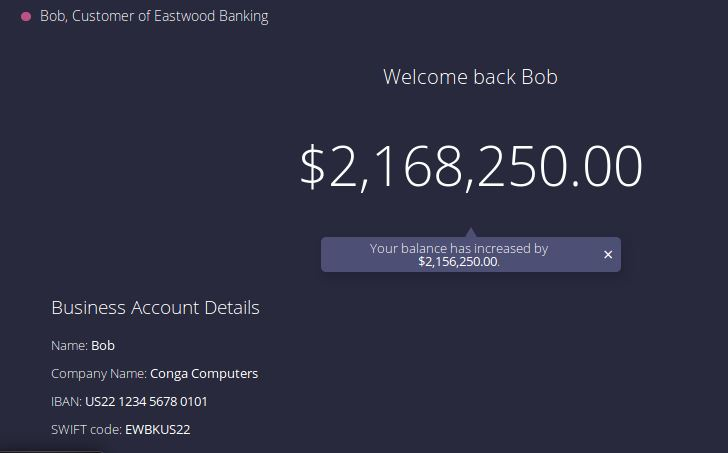 Bob, Customer of Eastwood Banking
Welcome back Bob
$2,168,250.00
Your balance has increased by
$2,156,250.00.
×
Business Account Details
Name: Bob
Company Name: Conga Computers
IBAN: US22 1234 5678 0101
SWIFT code: EWBKUS22